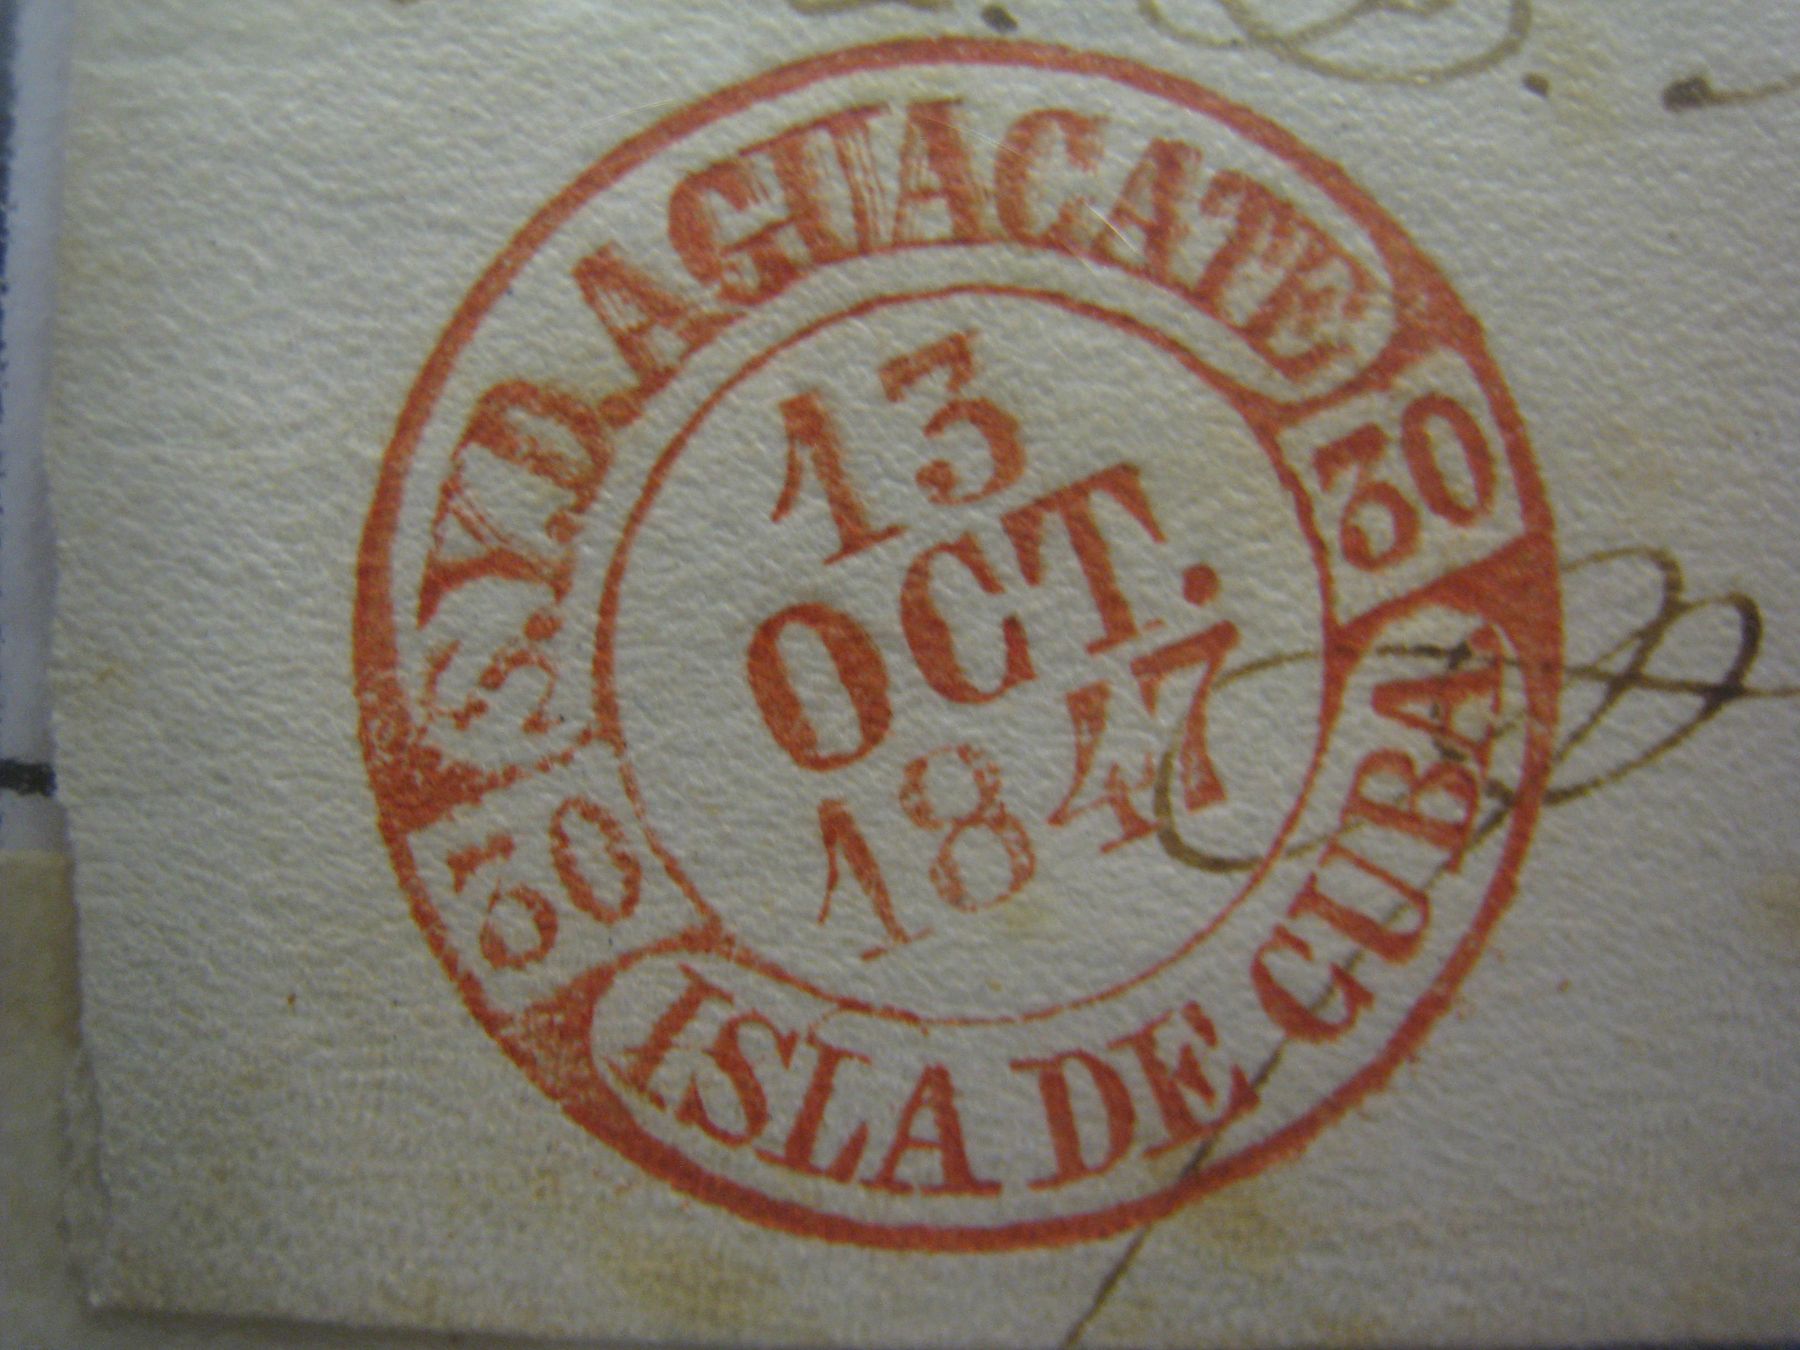 S.Y.D.AGUACATE
30
13
OCT.
1847
30
ISLA DE CUBA